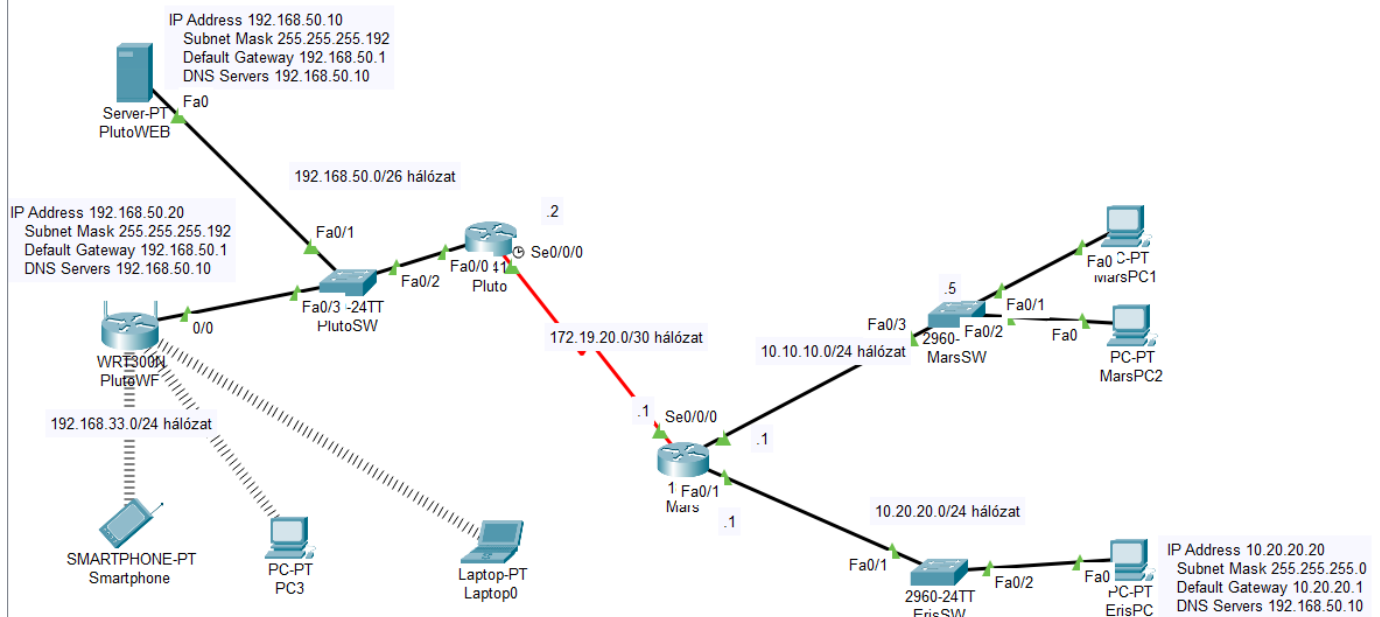 IP Address 192.168.50.10
Subnet Mask 255.255.255.192
Default Gateway 192.168.50.1
DNS Servers 192.168.50.10
Fa0
Server-PT
PlutoWEB
192.168.50.0/26 hálózat
IP Address 192.168.50.20
Subnet Mask 255.255.255.192
Default Gateway 192.168.50.1
DNS Servers 192.168.50.10
.2
Fa0/1
Se0/0/0
Fa0/0
41
Pluto
Fa0/2
Fa0/3
-24TT
PlutoSW
0/0
WRT300N
PlutoWF
172.19.20.0/30 hálózat
Fa0
C-PT
MarsPC1
.5
Fa0/1
Fa0/3
Fa0/2
Fa0
2960-
MarsSW
PC-PT
MarsPC2
10.10.10.0/24 hálózat
192.168.33.0/24 hálózat
.1
Se0/0/0
.1
1
Fa0/1
Mars
.1
10.20.20.0/24 hálózat
SMARTPHONE-PT
Smartphone
PC-PT
PC3
Laptop-PT
Laptop0
Fa0/1
Fa0/2
Fa0
2960-24TT
ErisSW
PC-PT
ErisPC
IP Address 10.20.20.20
Subnet Mask 255.255.255.0
Default Gateway 10.20.20.1
DNS Servers 192.168.50.10